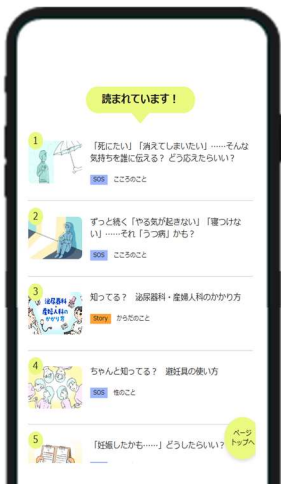 読まれています！
1
「死にたい」「消えてしまいたい」……そんな
気持ちを誰に伝える？ どう応えたらいい？
SOS こころのこと
2
ずっと続く「やる気が起きない」「寝つけな
い」……それ「うつ病」かも？
SOS こころのこと
3
泌尿器科
産婦人科の
かかり方
知ってる？ 泌尿器科・産婦人科のかかり方
Story からだのこと
4
ちゃんと知ってる？ 避妊具の使い方
SOS 性のこと
5
「妊娠したかも……」どうしたらいい？
ページ
トップへ